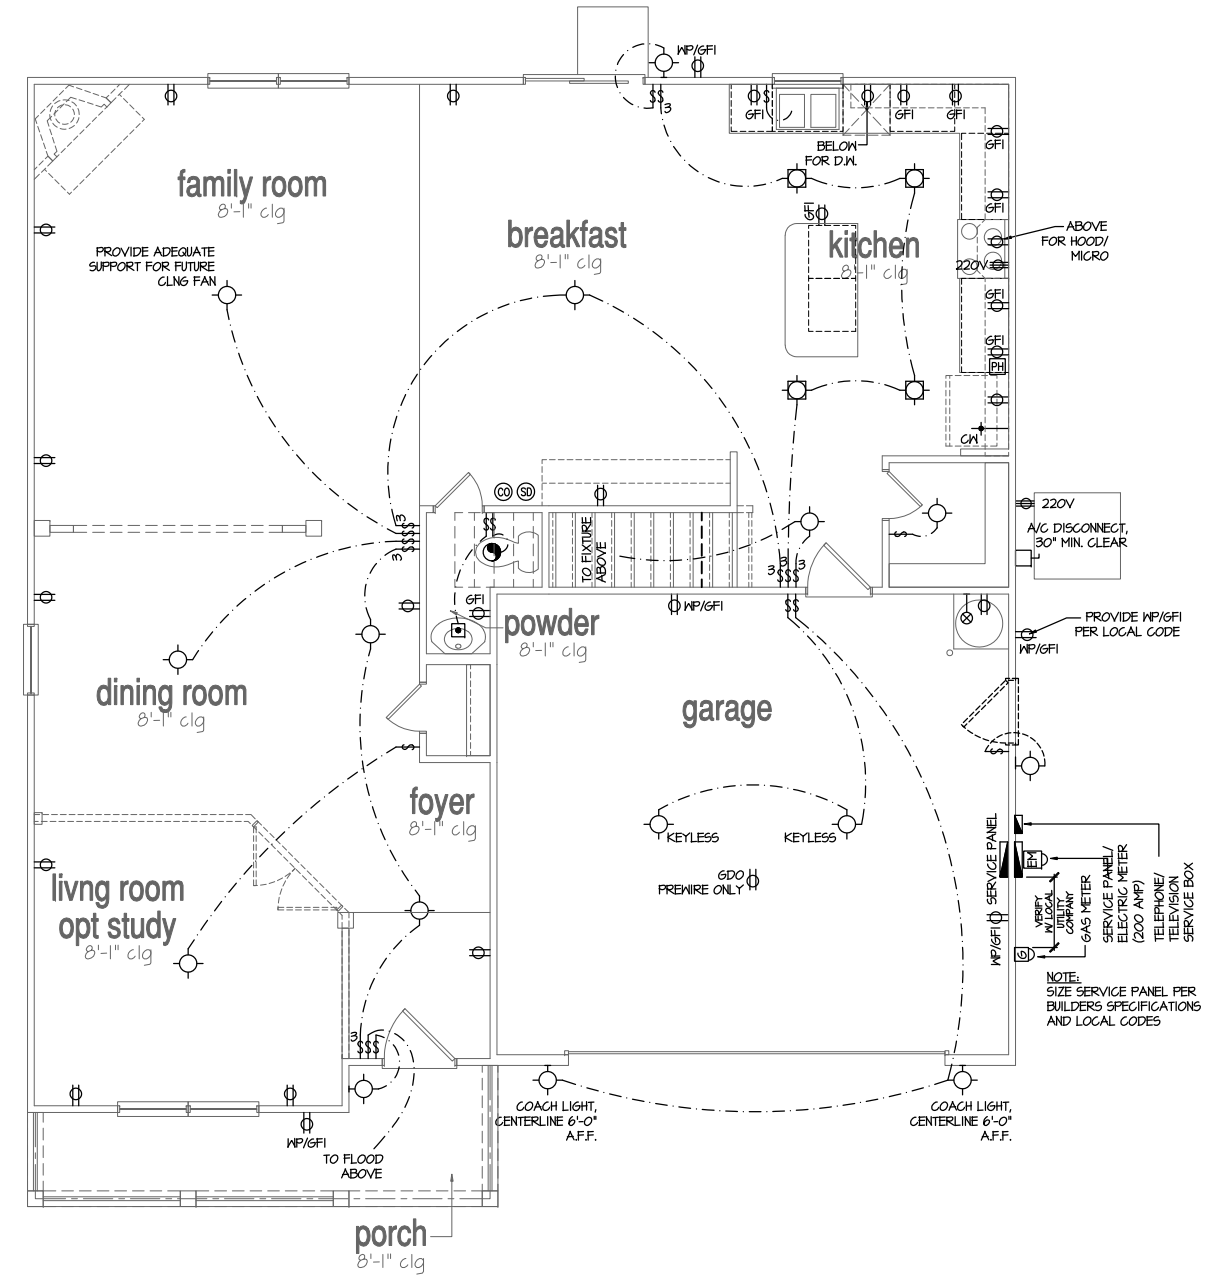 WP/GFI
GFI
GFI
GFI
3
GFI
BELOW
FOR D.W.
family room
8'-1" clg
GFI
GFI
breakfast
8'-1" clg
kitchen
8'-1" clg
ABOVE
FOR HOOD/
MICRO
PROVIDE ADEQUATE
SUPPORT FOR FUTURE
CLNG FAN
220V
GFI
GFI
PH
CW
CO
SD
220V
A/C DISCONNECT,
30" MIN. CLEAR
3
3
TO FIXTURE
ABOVE
3
3
GFI
WP/GFI
PROVIDE WP/GFI
PER LOCAL CODE
WP/GFI
powder
8'-1" clg
dining room
8'-1" clg
garage
foyer
8'-1" clg
KEYLESS
KEYLESS
GDO
PREWIRE ONLY
SERVICE PANEL
EM
VERIFY
W/ LOCAL
UTILITY
COMPANY
GAS METER
SERVICE PANEL/
ELECTRIC METER
(200 AMP)
TELEPHONE/
TELEVISION
SERVICE BOX
livng room
opt study
8'-1" clg
WP/GFI
G
NOTE:
SIZE SERVICE PANEL PER
BUILDERS SPECIFICATIONS
AND LOCAL CODES
3
COACH LIGHT,
CENTERLINE 6'-0"
A.F.F.
COACH LIGHT,
CENTERLINE 6'-0"
A.F.F.
WP/GFI
TO FLOOD
ABOVE
porch
8'-1" clg